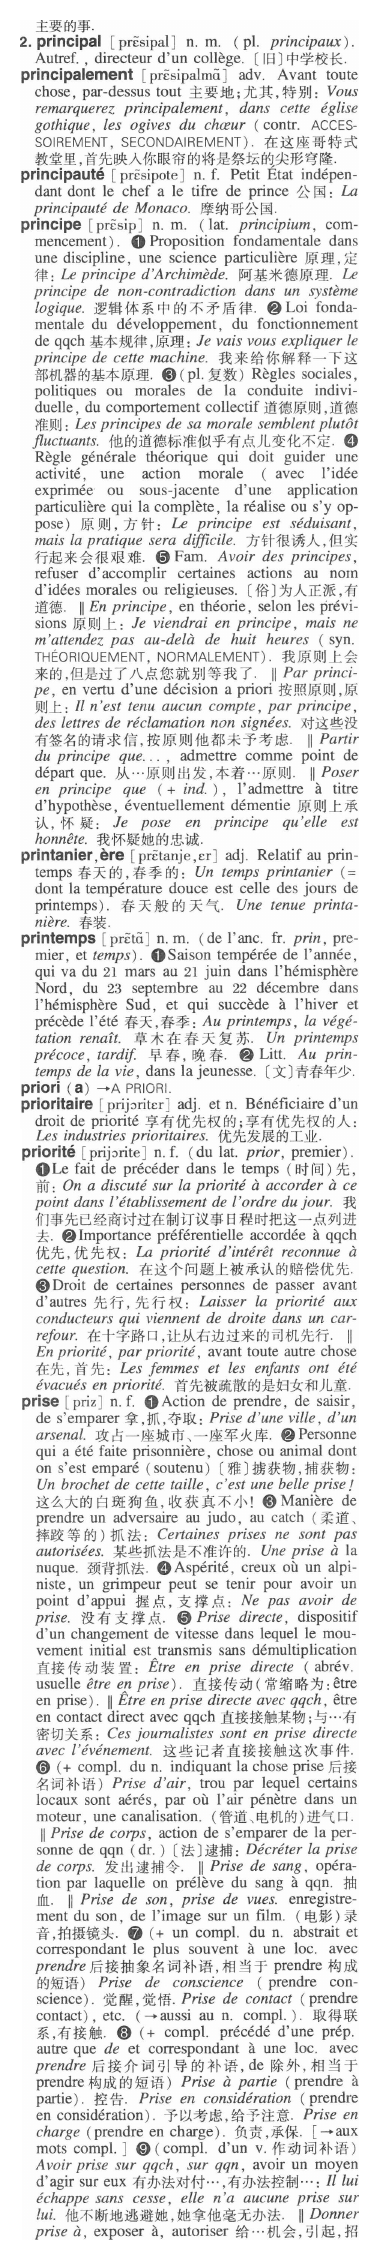 主要的事.
2. principal [prɛ̃sipal] n. m. (pl. principaux).
Autref., directeur d'un collège. 〔旧〕中学校长.
principalement [prɛ̃sipalmɑ̃] adv. Avant toute
chose, par-dessus tout 主要地; 尤其, 特别: Vous
remarquerez principalement, dans cette église
gothique, les ogives du chœur (contr. ACCES-
SOIREMENT, SECONDAIREMENT). 在这座哥特式
教堂里,首先映入你眼帘的将是祭坛的尖形穹隆.
principauté [prɛ̃sipote] n. f. Petit État indépen-
dant dont le chef a le tifre de prince 公国: La
principauté de Monaco. 摩纳哥公国.
principe [prɛ̃sip] n. m. (lat. principium, com-
mencement). ❶ Proposition fondamentale dans
une discipline, une science particulière 原理,定
律: Le principe d'Archimède. 阿基米德原理. Le
principe de non-contradiction dans un système
logique. 逻辑体系中的不矛盾律. ❷ Loi fonda-
mentale du développement, du fonctionnement
de qqch 基本规律,原理: Je vais vous expliquer le
principe de cette machine. 我来给你解释一下这
部机器的基本原理. ❸ (pl. 复数) Règles sociales,
politiques ou morales de la conduite indivi-
duelle, du comportement collectif 道德原则,道德
准则: Les principes de sa morale semblent plutôt
fluctuants. 他的道德标准似乎有点儿变化不定. ❹
Règle générale théorique qui doit guider une
activité, une action morale ( avec l'idée
exprimée ou sous-jacente d'une application
particulière qui la complète, la réalise ou s'y op-
pose) 原则, 方针: Le principe est séduisant,
mais la pratique sera difficile. 方针很诱人,但实
行起来会很艰难. ❺ Fam. Avoir des principes,
refuser d'accomplir certaines actions au nom
d'idées morales ou religieuses. 〔俗〕为人正派,有
道德. ‖ En principe, en théorie, selon les prévi-
sions 原则上: Je viendrai en principe, mais ne
m'attendez pas au-delà de huit heures (syn.
THÉORIQUEMENT, NORMALEMENT). 我原则上会
来的,但是过了八点您就别等我了. ‖ Par princi-
pe, en vertu d'une décision a priori 按照原则,原
则上: Il n'est tenu aucun compte, par principe,
des lettres de réclamation non signées. 对这些没
有签名的请求信,按原则他都未予考虑. ‖ Partir
du principe que..., admettre comme point de
départ que. 从…原则出发,本着…原则. ‖ Poser
en principe que (+ ind.), l'admettre à titre
d'hypothèse, éventuellement démentie 原则上承
认, 怀疑: Je pose en principe qu'elle est
honnête. 我怀疑她的忠诚.
printanier,ère [prɛ̃tanje,ɛr] adj. Relatif au prin-
temps 春天的,春季的: Un temps printanier (=
dont la température douce est celle des jours de
printemps). 春天般的天气. Une tenue printa-
nière. 春装.
printemps [prɛ̃tɑ̃] n. m. (de l'anc. fr. prin, pre-
mier, et temps). ❶ Saison tempérée de l'année,
qui va du 21 mars au 21 juin dans l'hémisphère
Nord, du 23 septembre au 22 décembre dans
l'hémisphère Sud, et qui succède à l'hiver et
précède l'été 春天,春季: Au printemps, la végé-
tation renaît. 草木在春天复苏. Un printemps
précoce, tardif. 早春, 晚春. ❷ Litt. Au prin-
temps de la vie, dans la jeunesse. 〔文〕青春年少.
priori (a) →A PRIORI.
prioritaire [prijɔritɛr] adj. et n. Bénéficiaire d'un
droit de priorité 享有优先权的;享有优先权的人:
Les industries prioritaires. 优先发展的工业.
priorité [prijɔrite] n. f. (du lat. prior, premier).
❶ Le fait de précéder dans le temps (时间)先,
前: On a discuté sur la priorité à accorder à ce
point dans l'établissement de l'ordre du jour. 我
们事先已经商讨过在制订议事日程时把这一点列进
去. ❷ Importance préférentielle accordée à qqch
优先,优先权: La priorité d'intérêt reconnue à
cette question. 在这个问题上被承认的赔偿优先.
❸ Droit de certaines personnes de passer avant
d'autres 先行,先行权: Laisser la priorité aux
conducteurs qui viennent de droite dans un car-
refour. 在十字路口,让从右边过来的司机先行. ‖
En priorité, par priorité, avant toute autre chose
在先,首先: Les femmes et les enfants ont été
évacués en priorité. 首先被疏散的是妇女和儿童.
prise [priz] n. f. ❶ Action de prendre, de saisir,
de s'emparer 拿,抓,夺取: Prise d'une ville, d'un
arsenal. 攻占一座城市、一座军火库. ❷ Personne
qui a été faite prisonnière, chose ou animal dont
on s'est emparé (soutenu) 〔雅〕掳获物,捕获物:
Un brochet de cette taille, c'est une belle prise!
这么大的白斑狗鱼,收获真不小! ❸ Manière de
prendre un adversaire au judo, au catch (柔道、
摔跤等的)抓法: Certaines prises ne sont pas
autorisées. 某些抓法是不准许的. Une prise à la
nuque. 颈背抓法. ❹ Aspérité, creux où un alpi-
niste, un grimpeur peut se tenir pour avoir un
point d'appui 握点,支撑点: Ne pas avoir de
prise. 没有支撑点. ❺ Prise directe, dispositif
d'un changement de vitesse dans lequel le mou-
vement initial est transmis sans démultiplication
直接传动装置: Être en prise directe (abrév.
usuelle être en prise). 直接传动(常缩略为:être
en prise). ‖ Être en prise directe avec qqch, être
en contact direct avec qqch 直接接触某物;与…有
密切关系: Ces journalistes sont en prise directe
avec l'événement. 这些记者直接接触这次事件.
❻ (+ compl. du n. indiquant la chose prise 后接
名词补语) Prise d'air, trou par lequel certains
locaux sont aérés, par où l'air pénètre dans un
moteur, une canalisation. (管道、电机的)进气口.
‖ Prise de corps, action de s'emparer de la per-
sonne de qqn (dr.) 〔法〕逮捕: Décréter la prise
de corps. 发出逮捕令. ‖ Prise de sang, opéra-
tion par laquelle on prélève du sang à qqn. 抽
血. ‖ Prise de son, prise de vues. enregistre-
ment du son, de l'image sur un film. (电影)录
音,拍摄镜头. ❼ (+ un compl. du n. abstrait et
correspondant le plus souvent à une loc. avec
prendre 后接抽象名词补语,相当于 prendre 构成
的短语) Prise de conscience (prendre con-
science). 觉醒,觉悟. Prise de contact (prendre
contact), etc. (→aussi au n. compl.). 取得联
系,有接触. ❽ (+ compl. précédé d'une prép.
autre que de et correspondant à une loc. avec
prendre 后接介词引导的补语, de 除外, 相当于
prendre 构成的短语) Prise à partie (prendre à
partie). 控告. Prise en considération (prendre
en considération). 予以考虑,给予注意. Prise en
charge (prendre en charge). 负责,承保. [→aux
mots compl.] ❾ (compl. d'un v. 作动词补语)
Avoir prise sur qqch, sur qqn, avoir un moyen
d'agir sur eux 有办法对付…,有办法控制…: Il lui
échappe sans cesse, elle n'a aucune prise sur
lui. 他不断地逃避她,她拿他毫无办法. ‖ Donner
prise à, exposer à, autoriser 给…机会,引起,招